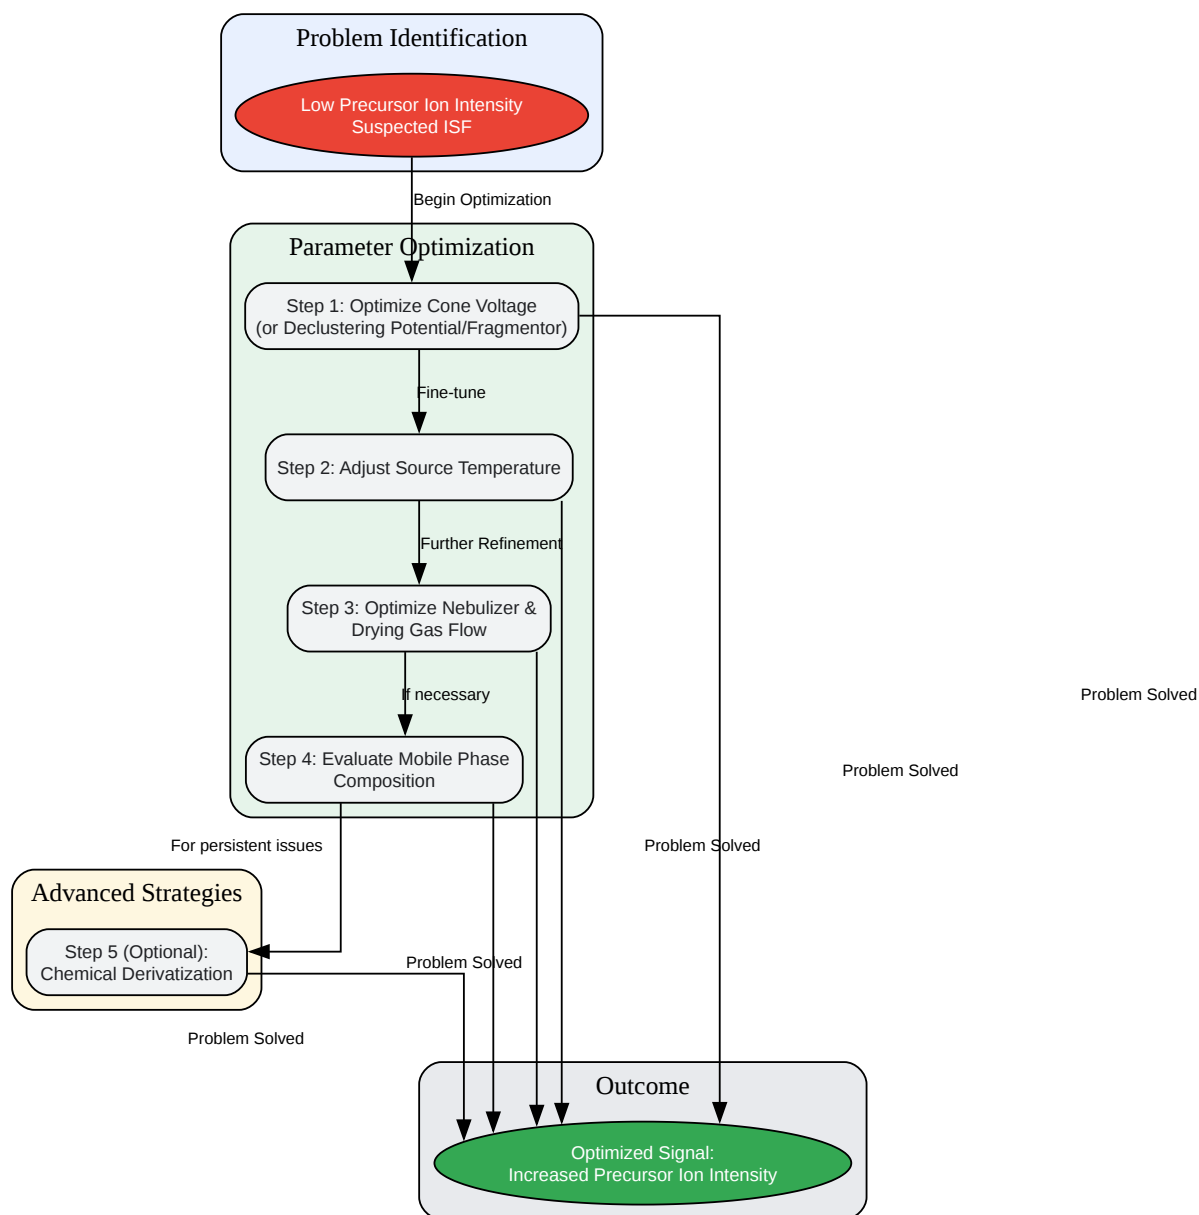 Problem Identification
Low Precursor Ion Intensity
Suspected ISF
Begin Optimization
Parameter Optimization
Step 1: Optimize Cone Voltage
(or Declustering Potential/Fragmentor)
Fine-tune
Step 2: Adjust Source Temperature
Further Refinement
Step 3: Optimize Nebulizer &
Drying Gas Flow
If necessary
Problem Solved
Step 4: Evaluate Mobile Phase
Composition
Problem Solved
For persistent issues
Problem Solved
Advanced Strategies
Step 5 (Optional):
Chemical Derivatization
Problem Solved
Problem Solved
Outcome
Optimized Signal:
Increased Precursor Ion Intensity